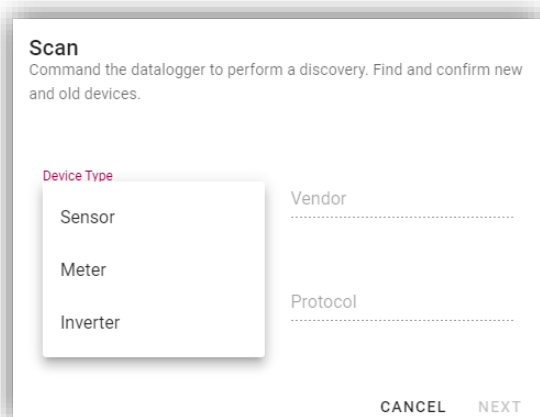 Scan
Command the datalogger to perform a discovery. Find and confirm new
and old devices.
Device Type
Sensor
Vendor
Meter
Inverter
Protocol
CANCEL NEXT